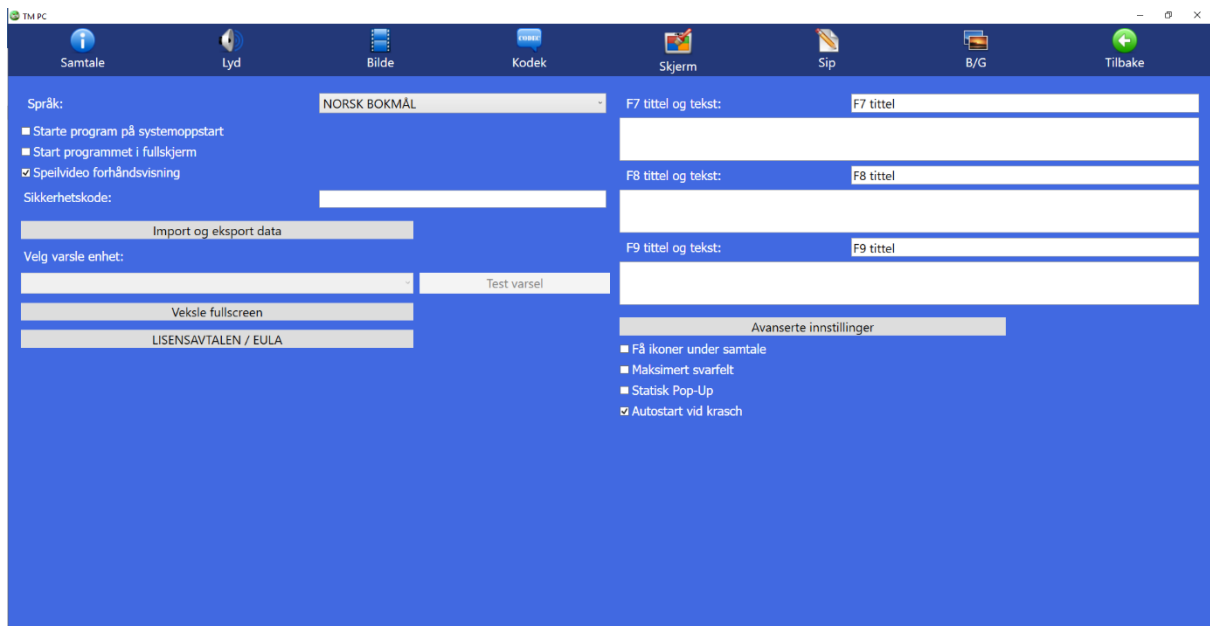 TM PC
Samtale
Lyd
Bilde
CODEC
Kodek
Skjerm
Sip
B/G
Tilbake
Språk:
NORSK BOKMÅL
Starte program på systemoppstart
Start programmet i fullskjerm
Speilvideo forhåndsvisning
Sikkerhetskode:
Import og eksport data
Velg varsle enhet:
Test varsel
Veksle fullscreen
LISENSAVTALEN / EULA
F7 tittel og tekst:
F7 tittel
F8 tittel og tekst:
F8 tittel
F9 tittel og tekst:
F9 tittel
Avanserte innstillinger
Få ikoner under samtale
Maksimert svarfelt
Statisk Pop-Up
Autostart vid krasch